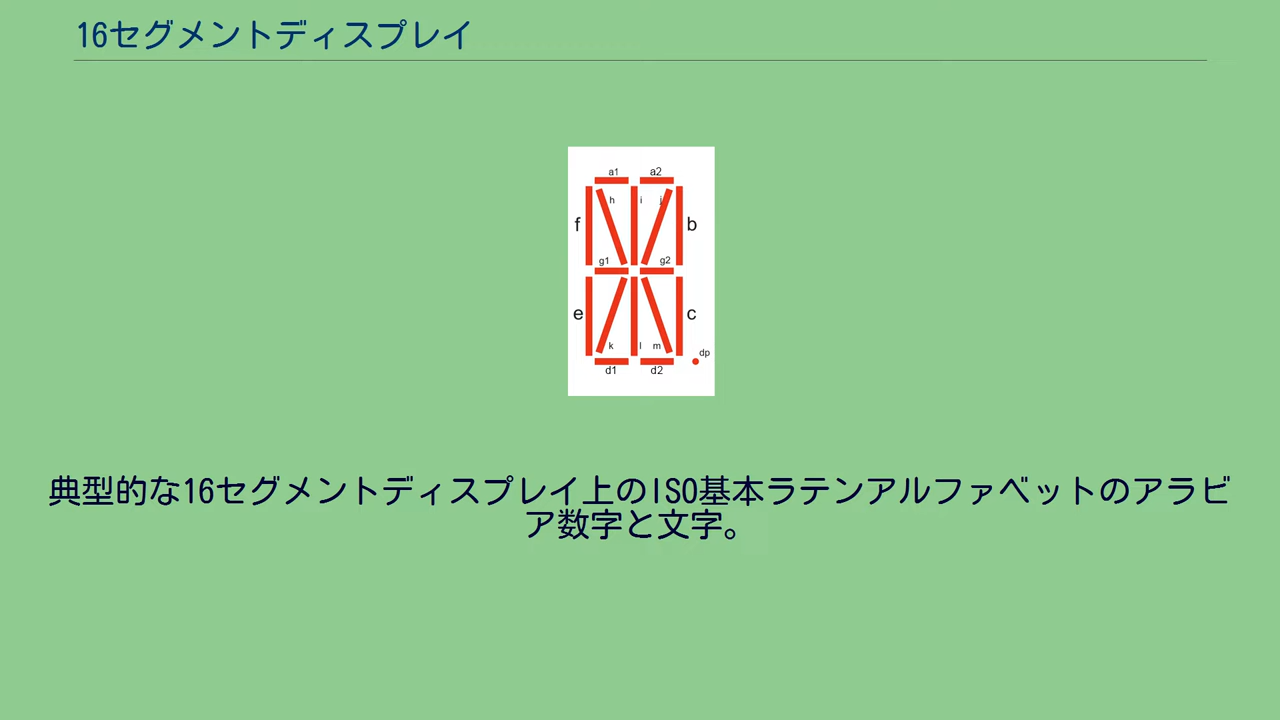 16セグメントディスプレイ
a1 a2
h i j
f b
g1 g2
e c
k l m
dp
d1 d2
典型的な16セグメントディスプレイ上のISO基本ラテンアルファベットのアラビ
ア数字と文字。